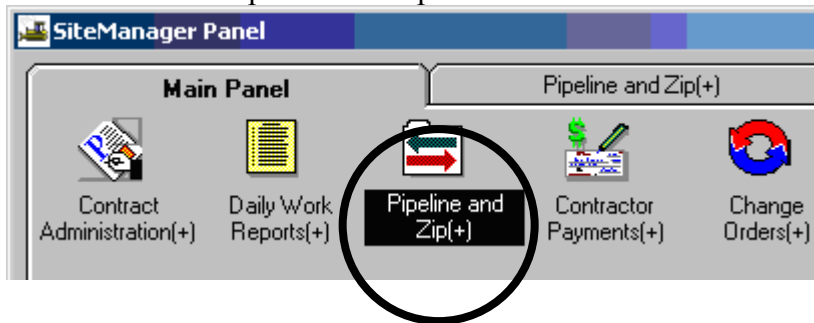 SiteManager Panel
Main Panel
Pipeline and Zip(+)
Contract
Administration(+)
Daily Work
Reports(+)
Pipeline and
Zip(+)
Contractor
Payments(+)
Change
Orders(+)